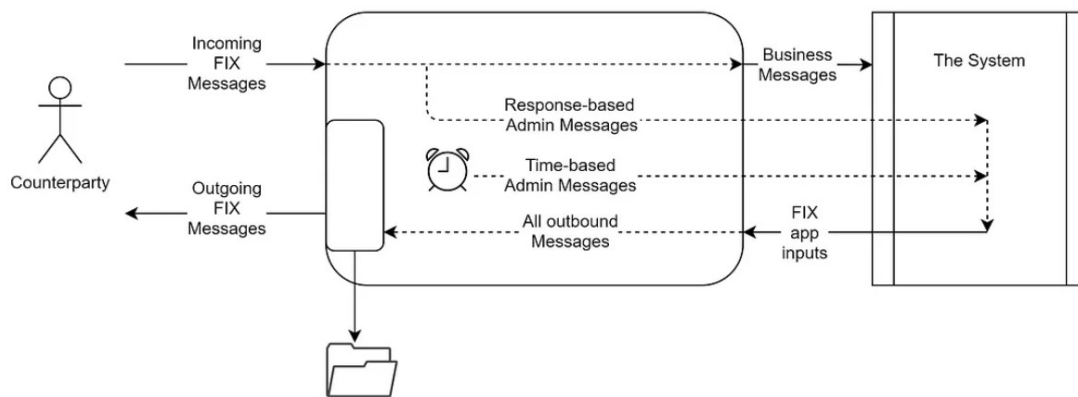 Incoming
FIX
Messages
Business
Messages
The System
Response-based
Admin Messages
Time-based
Admin Messages
Counterparty
Outgoing
FIX
Messages
All outbound
Messages
FIX
app
inputs